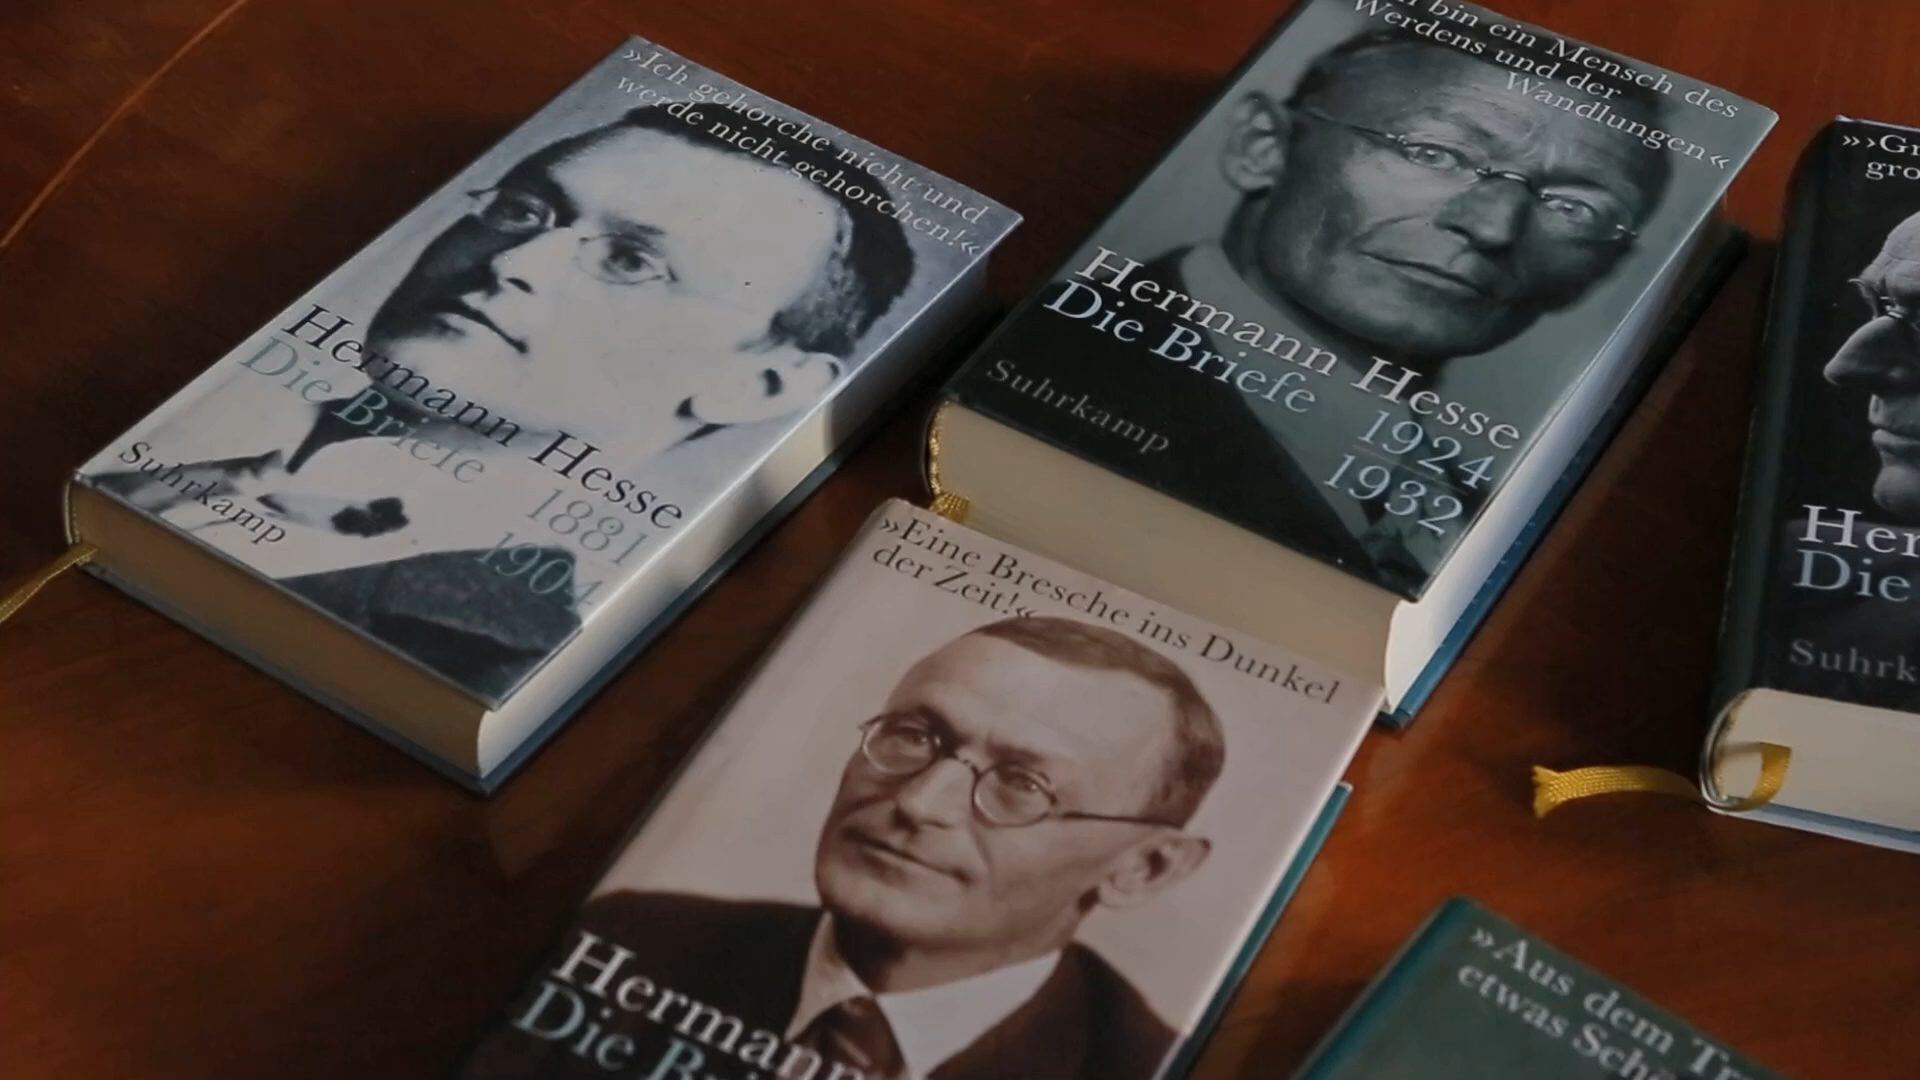 »Ich gehorche nicht und
werde nicht gehorchen!«
Hermann Hesse
Die Briefe 1881
1904
Suhrkamp
bin ein Mensch des
Werdens und der
Wandlungen«
Hermann Hesse
Die Briefe 1924
1932
Suhrkamp
»Eine Bresche ins Dunkel
der Zeit!«
Hermann
Die
»›
Die
»Aus dem
etwas